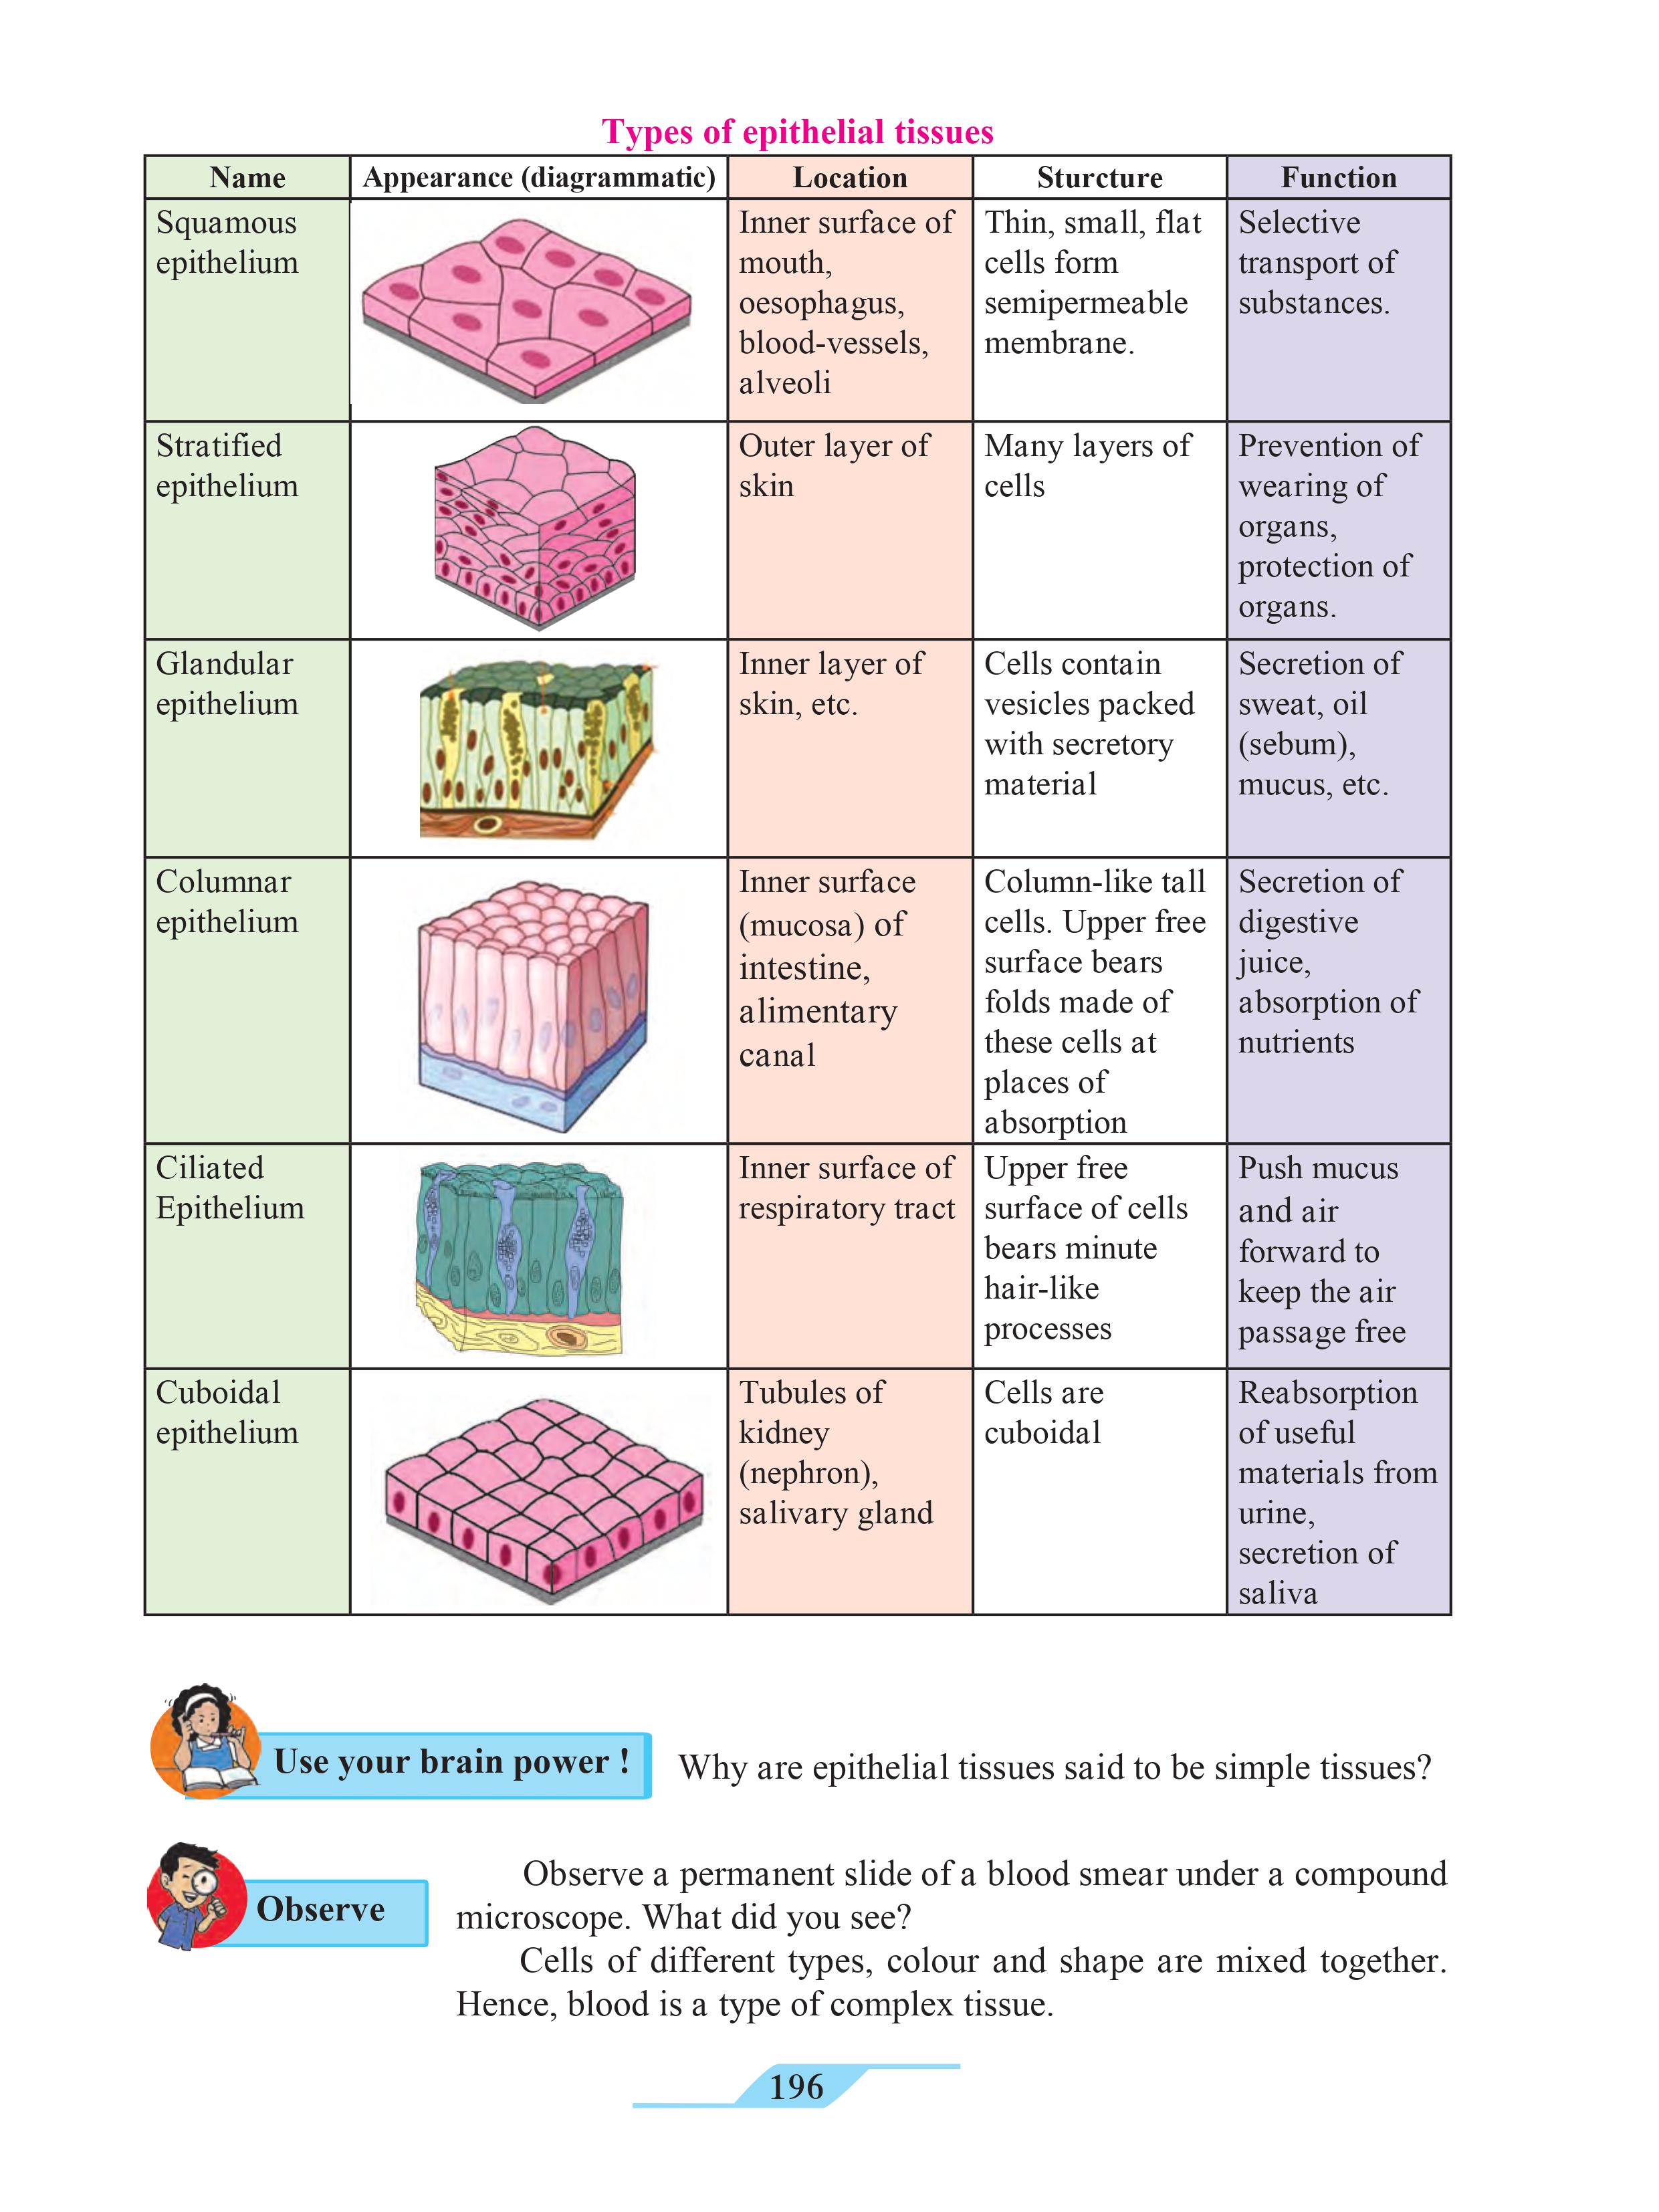 Types of epithelial tissues
Name
Appearance (diagrammatic)
Location
Sturcture
Function
Squamous
epithelium
Inner surface of
mouth,
oesophagus,
blood-vessels,
alveoli
Thin, small, flat
cells form
semipermeable
membrane.
Selective
transport of
substances.
Stratified
epithelium
Outer layer of
skin
Many layers of
cells
Prevention of
wearing of
organs,
protection of
organs.
Glandular
epithelium
Inner layer of
skin, etc.
Cells contain
vesicles packed
with secretory
material
Secretion of
sweat, oil
(sebum),
mucus, etc.
Columnar
epithelium
Inner surface
(mucosa) of
intestine,
alimentary
canal
Column-like tall
cells. Upper free
surface bears
folds made of
these cells at
places of
absorption
Secretion of
digestive
juice,
absorption of
nutrients
Ciliated
Epithelium
Inner surface of
respiratory tract
Upper free
surface of cells
bears minute
hair-like
processes
Push mucus
and air
forward to
keep the air
passage free
Cuboidal
epithelium
Tubules of
kidney
(nephron),
salivary gland
Cells are
cuboidal
Reabsorption
of useful
materials from
urine,
secretion of
saliva
Use your brain power !
Why are epithelial tissues said to be simple tissues?
Observe
Observe a permanent slide of a blood smear under a compound
microscope. What did you see?
Cells of different types, colour and shape are mixed together.
Hence, blood is a type of complex tissue.
196